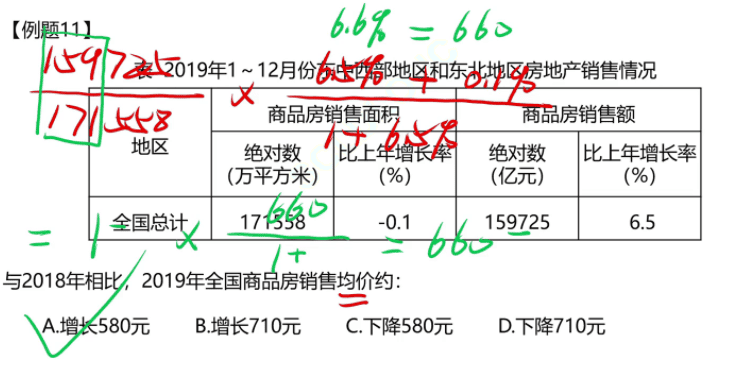 【例题11】
6.6% = 660
159725
171558
×
6.5% + 0.1%
1 + 6.5%
表 2019年1～12月份东中西部地区和东北地区房地产销售情况
地区 商品房销售面积 商品房销售额
绝对数（万平方米） 比上年增长率（%） 绝对数（亿元） 比上年增长率（%）
全国总计 171558 -0.1 159725 6.5
= 1- × 660 / 1+ = 660-
与2018年相比，2019年全国商品房销售均价约：
A.增长580元 B.增长710元 C.下降580元 D.下降710元